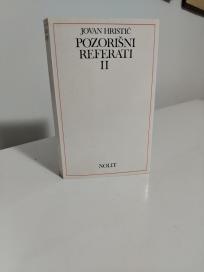 JOVAN HRISTIĆ
POZORIŠNI
REFERATI
II
NOLIT